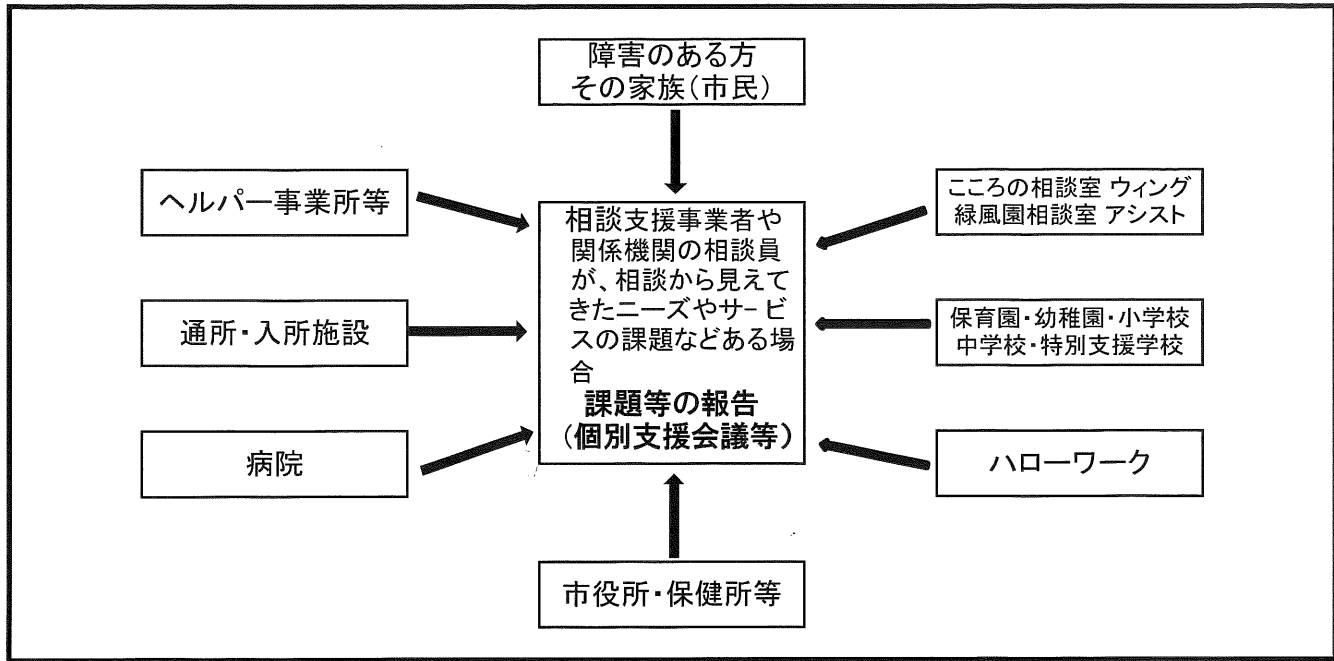 障害のある方
その家族(市民)
ヘルパー事業所等
通所・入所施設
病院
相談支援事業者や
関係機関の相談員
が、相談から見えて
きたニーズやサービ
スの課題などある場
合
課題等の報告
(個別支援会議等)
こころの相談室 ウィング
緑風園相談室 アシスト
保育園・幼稚園・小学校
中学校・特別支援学校
ハローワーク
市役所・保健所等